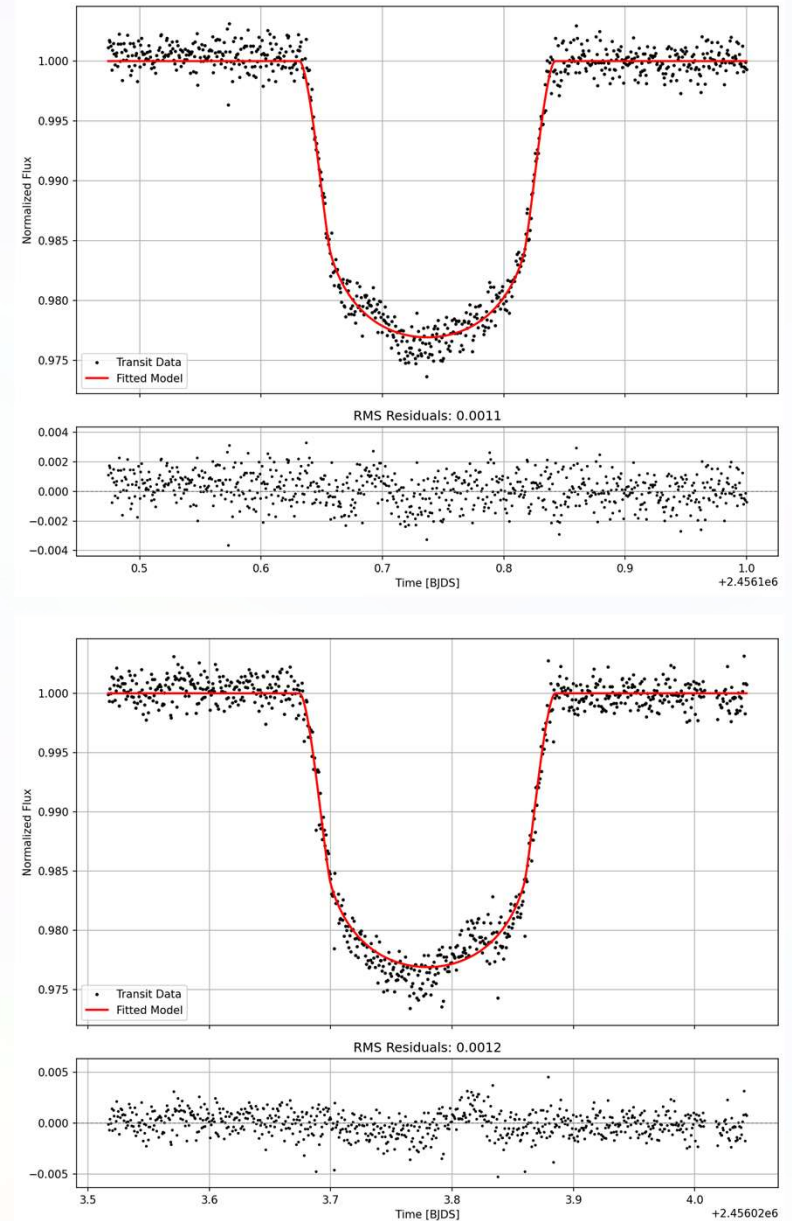 1.000
0.995
0.990
0.985
0.980
0.975
Normalized Flux
Transit Data
Fitted Model
RMS Residuals: 0.0011
0.004
0.002
0.000
−0.002
−0.004
0.5 0.6 0.7 0.8 0.9 1.0
Time [BJDS]
+2.4561e6
1.000
0.995
0.990
0.985
0.980
0.975
Normalized Flux
Transit Data
Fitted Model
RMS Residuals: 0.0012
0.005
0.000
−0.005
3.5 3.6 3.7 3.8 3.9 4.0
Time [BJDS]
+2.45602e6